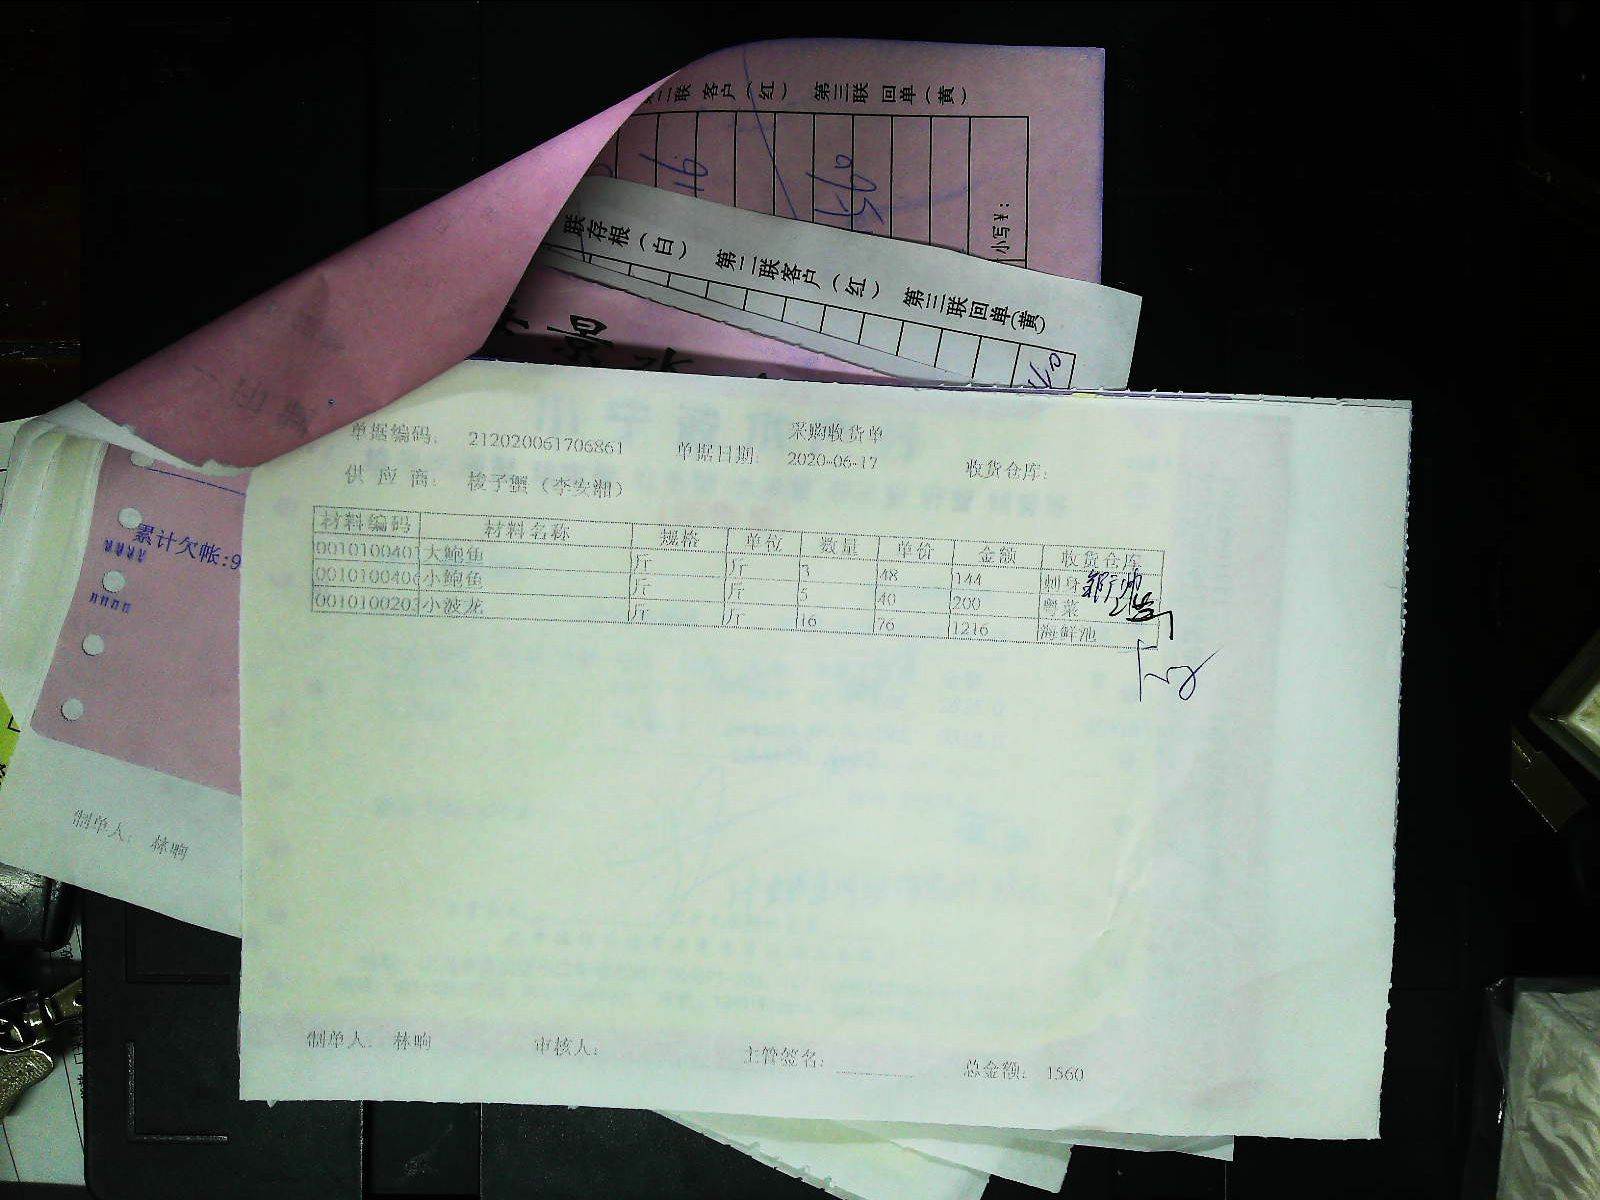 二联 客户（红） 第三联 回单（黄）
小写¥：
联存根（白） 第二联客户（红） 第三联回单(黄)
采购收货单
单据编码： 212020061706861 单据日期： 2020-06-17 收货仓库：
供 应 商： 梭子蟹（李安湘）
材料编码 材料名称 规格 单位 数量 单价 金额 收货仓库
0010100401 大鲍鱼 斤 斤 3 48 144 刺身
001010040 小鲍鱼 斤 斤 5 40 200 粤菜
001010020 小波龙 斤 斤 16 76 1216 海鲜池
累计欠帐:9
制单人： 林晌
制单人： 林晌 审核人： 主管签名： 总金额： 1560